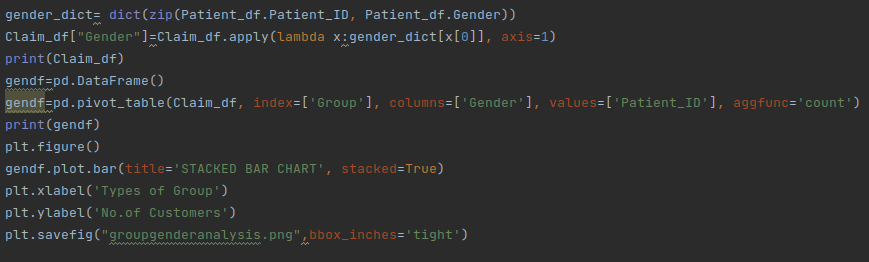 gender_dict= dict(zip(Patient_df.Patient_ID, Patient_df.Gender))
Claim_df["Gender"]=Claim_df.apply(lambda x:gender_dict[x[0]], axis=1)
print(Claim_df)
gendf=pd.DataFrame()
gendf=pd.pivot_table(Claim_df, index=['Group'], columns=['Gender'], values=['Patient_ID'], aggfunc='count')
print(gendf)
plt.figure()
gendf.plot.bar(title='STACKED BAR CHART', stacked=True)
plt.xlabel('Types of Group')
plt.ylabel('No.of Customers')
plt.savefig("groupgenderanalysis.png",bbox_inches='tight')